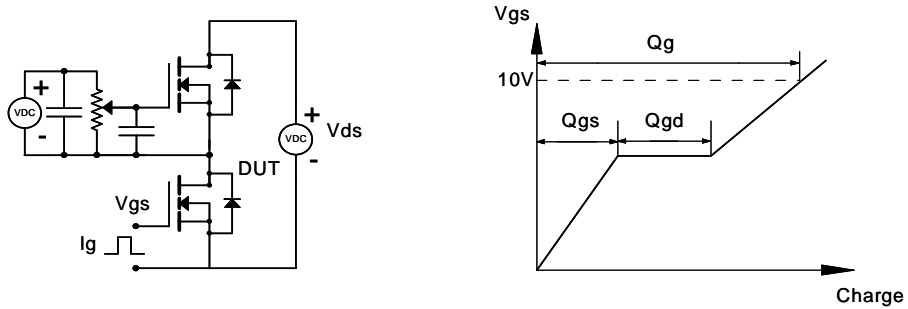 +
VDC
-
+
VDC
-
Vds
DUT
Vgs
Ig
Vgs
Qg
10V
Qgs
Qgd
Charge